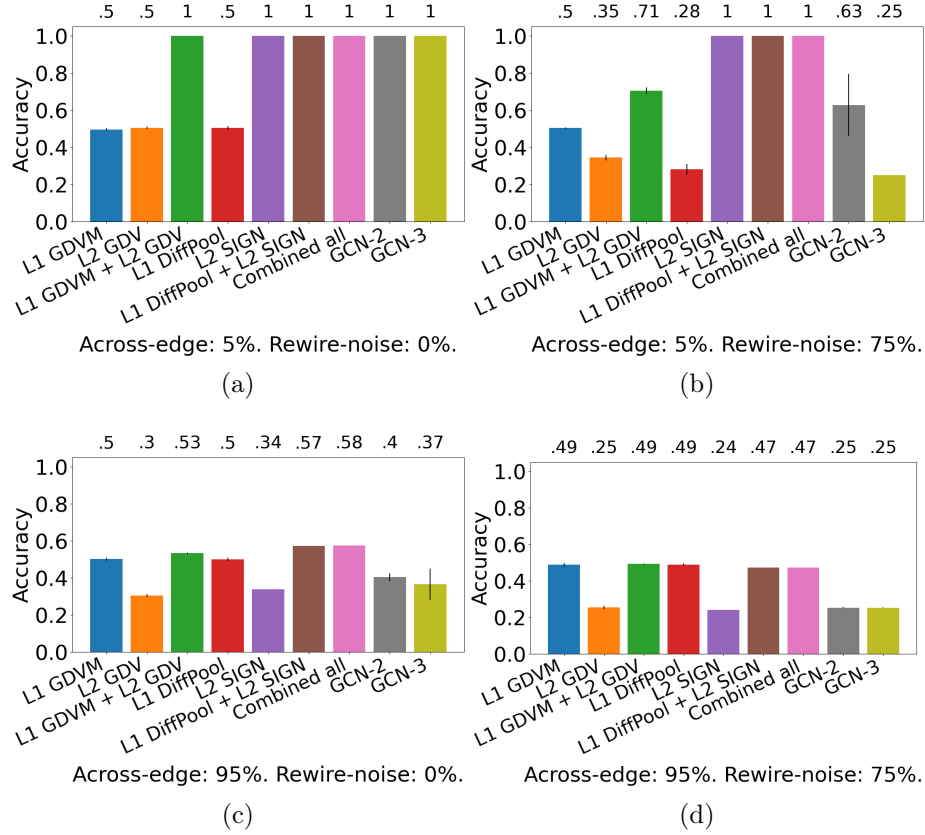 .5 .5 1 .5 1 1 1 1 1
Accuracy
1.0
0.8
0.6
0.4
0.2
0.0
L1 GDVM
L2 GDV
L1 GDVM + L2 GDV
L1 DiffPool
L2 SIGN
L1 DiffPool + L2 SIGN
Combined all
GCN-2
GCN-3
Across-edge: 5%. Rewire-noise: 0%.
(a)
.5 .35 .71 .28 1 1 1 .63 .25
Accuracy
1.0
0.8
0.6
0.4
0.2
0.0
L1 GDVM
L2 GDV
L1 GDVM + L2 GDV
L1 DiffPool
L2 SIGN
L1 DiffPool + L2 SIGN
Combined all
GCN-2
GCN-3
Across-edge: 5%. Rewire-noise: 75%.
(b)
.5 .3 .53 .5 .34 .57 .58 .4 .37
Accuracy
1.0
0.8
0.6
0.4
0.2
0.0
L1 GDVM
L2 GDV
L1 GDVM + L2 GDV
L1 DiffPool
L2 SIGN
L1 DiffPool + L2 SIGN
Combined all
GCN-2
GCN-3
Across-edge: 95%. Rewire-noise: 0%.
(c)
.49 .25 .49 .49 .24 .47 .47 .25 .25
Accuracy
1.0
0.8
0.6
0.4
0.2
0.0
L1 GDVM
L2 GDV
L1 GDVM + L2 GDV
L1 DiffPool
L2 SIGN
L1 DiffPool + L2 SIGN
Combined all
GCN-2
GCN-3
Across-edge: 95%. Rewire-noise: 75%.
(d)